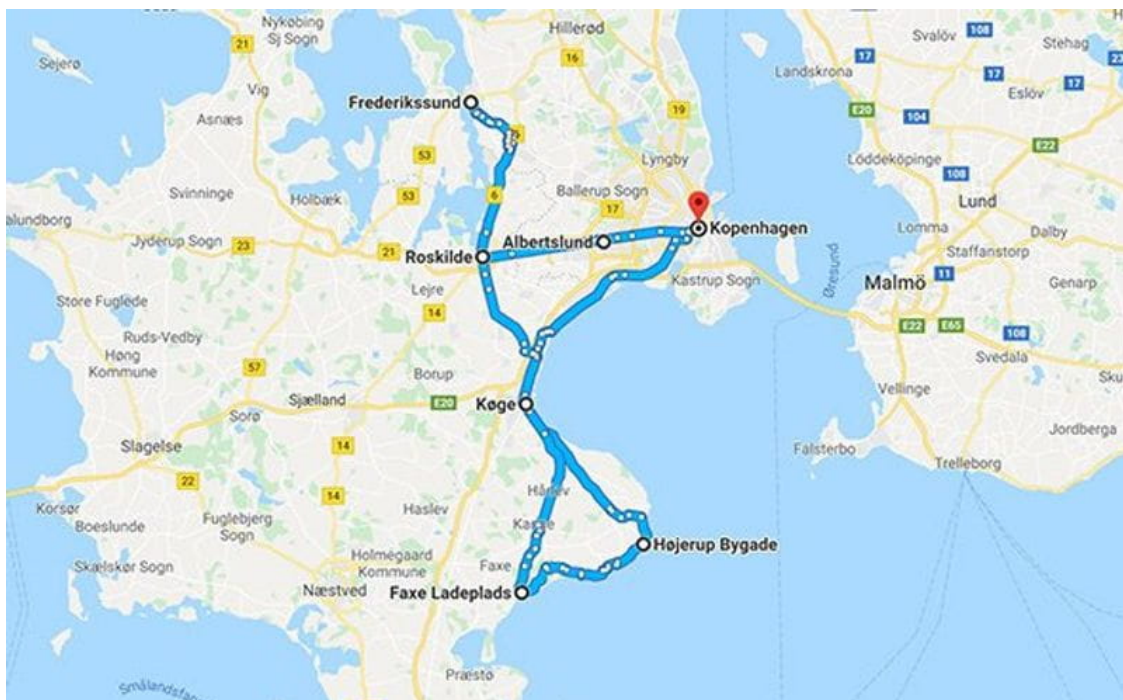 Nykøbing
Sj Sogn
Hillerød
Svalöv
108
Stehag
21
16
Sejerø
Landskrona
17
17
23
Vig
Frederikssund
19
E20
Eslöv
17
Asnæs
104
E22
53
Lyngby
Löddeköpinge
108
Svinninge
Holbæk
53
6
Ballerup Sogn
17
Lund
Lomma
Dalby
Kopenhagen
Albertslund
Jyderup Sogn
23
21
Roskilde
Staffanstorp
11
Kastrup Sogn
Øresund
Malmö
Genarp
Lejre
Store Fuglede
14
E22
E65
108
Ruds-Vedby
Svedala
Høng
Kommune
57
Borup
Vellinge
Sjælland
E20
Køge
Sorø
Slagelse
14
Falsterbo
Jordberga
Trelleborg
22
Hårlev
Korsør
Boeslunde
14
Haslev
Fuglebjerg
Sogn
Højerup Bygade
Holmegaard
Kommune
Faxe
Skælskør Sogn
Næstved
Faxe Ladeplads
Præstø